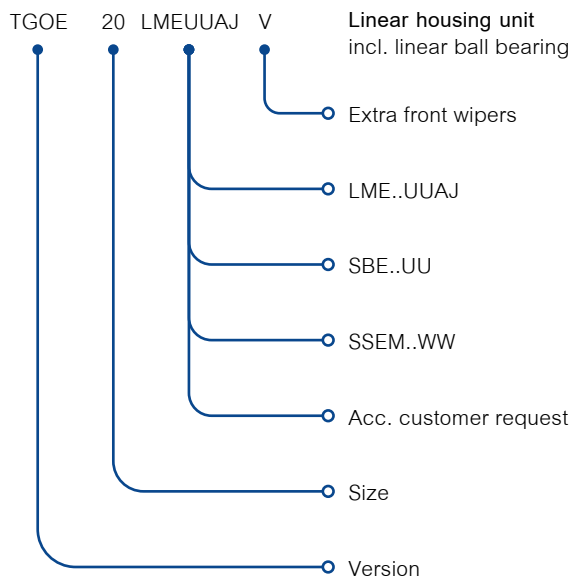 TGOE 20 LMEUUAJ V
Linear housing unit
incl. linear ball bearing
Extra front wipers
LME..UUAJ
SBE..UU
SSEM..WW
Acc. customer request
Size
Version